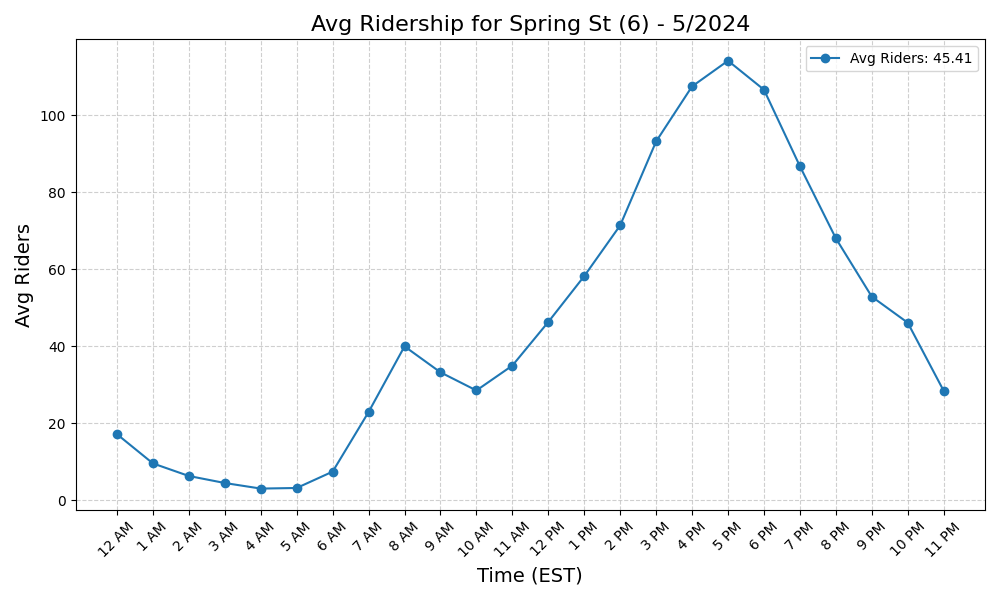 Avg Ridership for Spring St (6) - 5/2024
Avg Riders: 45.41
Avg Riders
100
80
60
40
20
0
12 AM
1 AM
2 AM
3 AM
4 AM
5 AM
6 AM
7 AM
8 AM
9 AM
10 AM
11 AM
12 PM
1 PM
2 PM
3 PM
4 PM
5 PM
6 PM
7 PM
8 PM
9 PM
10 PM
11 PM
Time (EST)